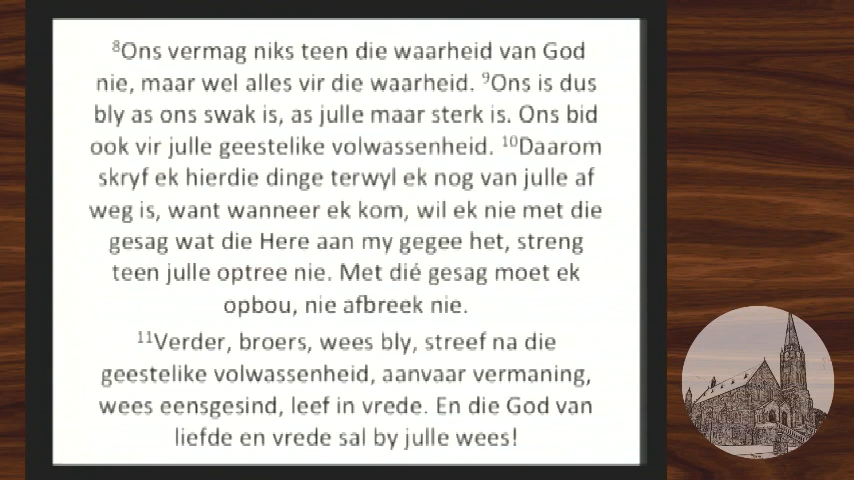 ⁸Ons vermag niks teen die waarheid van God
nie, maar wel alles vir die waarheid. ⁹Ons is dus
bly as ons swak is, as julle maar sterk is. Ons bid
ook vir julle geestelike volwassenheid. ¹⁰Daarom
skryf ek hierdie dinge terwyl ek nog van julle af
weg is, want wanneer ek kom, wil ek nie met die
gesag wat die Here aan my gegee het, streng
teen julle optree nie. Met dié gesag moet ek
opbou, nie afbreek nie.
¹¹Verder, broers, wees bly, streef na die
geestelike volwassenheid, aanvaar vermaning,
wees eensgesind, leef in vrede. En die God van
liefde en vrede sal by julle wees!